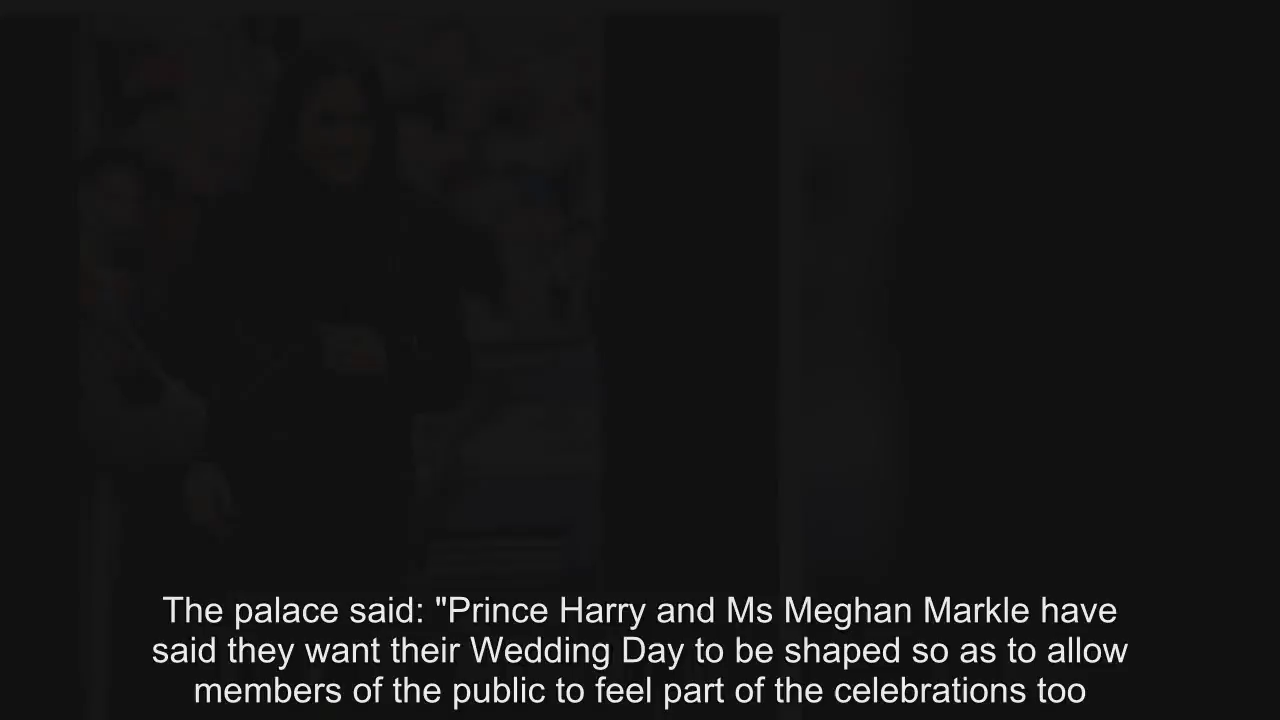 The palace said: "Prince Harry and Ms Meghan Markle have
said they want their Wedding Day to be shaped so as to allow
members of the public to feel part of the celebrations too